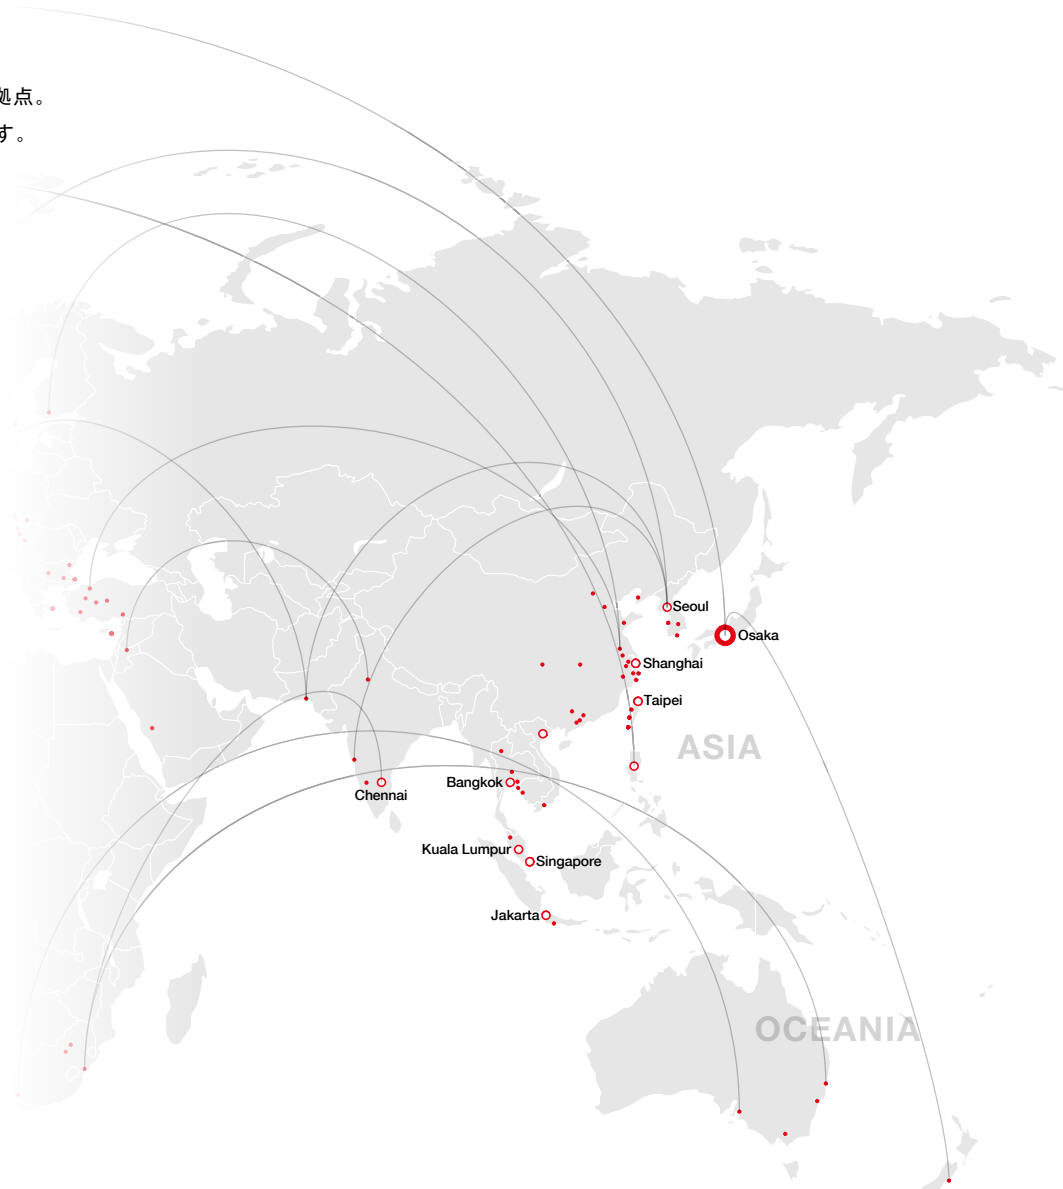 拠点。
す。
Seoul
Osaka
Shanghai
Taipei
ASIA
Bangkok
Chennai
Kuala Lumpur
Singapore
Jakarta
OCEANIA